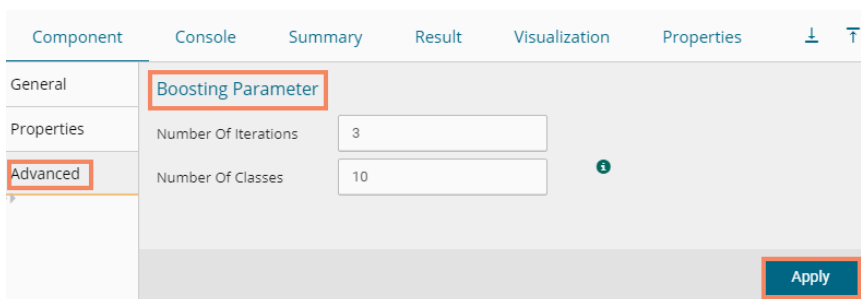 Component Console Summary Result Visualization Properties
General
Properties
Advanced
Boosting Parameter
Number Of Iterations 3
Number Of Classes 10
Apply